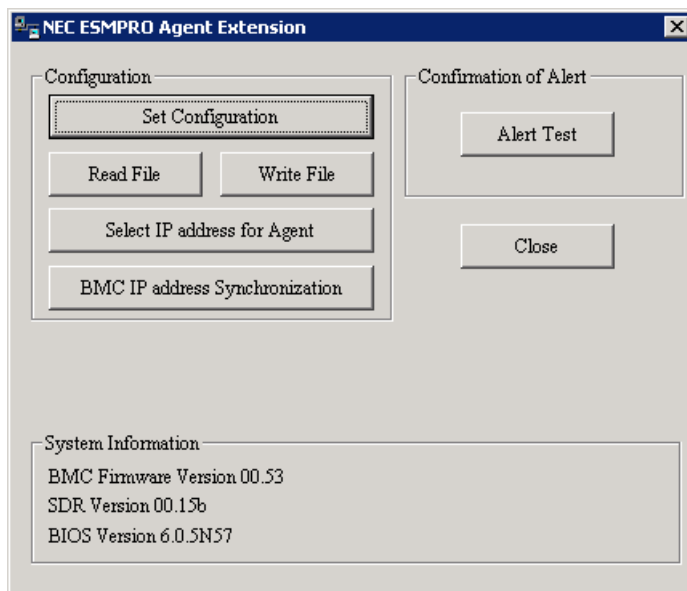 NEC ESMPRO Agent Extension
Configuration
Set Configuration
Read File
Write File
Select IP address for Agent
BMC IP address Synchronization
Confirmation of Alert
Alert Test
Close
System Information
BMC Firmware Version 00.53
SDR Version 00.15b
BIOS Version 6.0.5N57